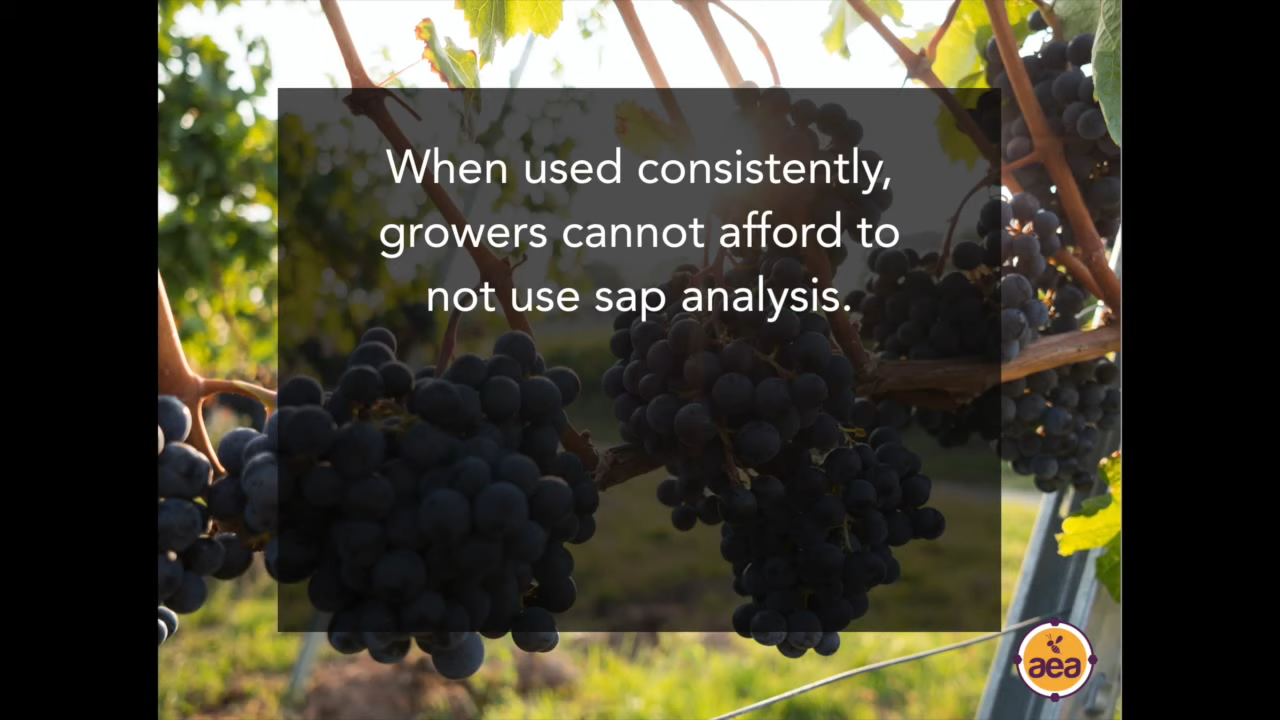 When used consistently,
growers cannot afford to
not use sap analysis.
aea